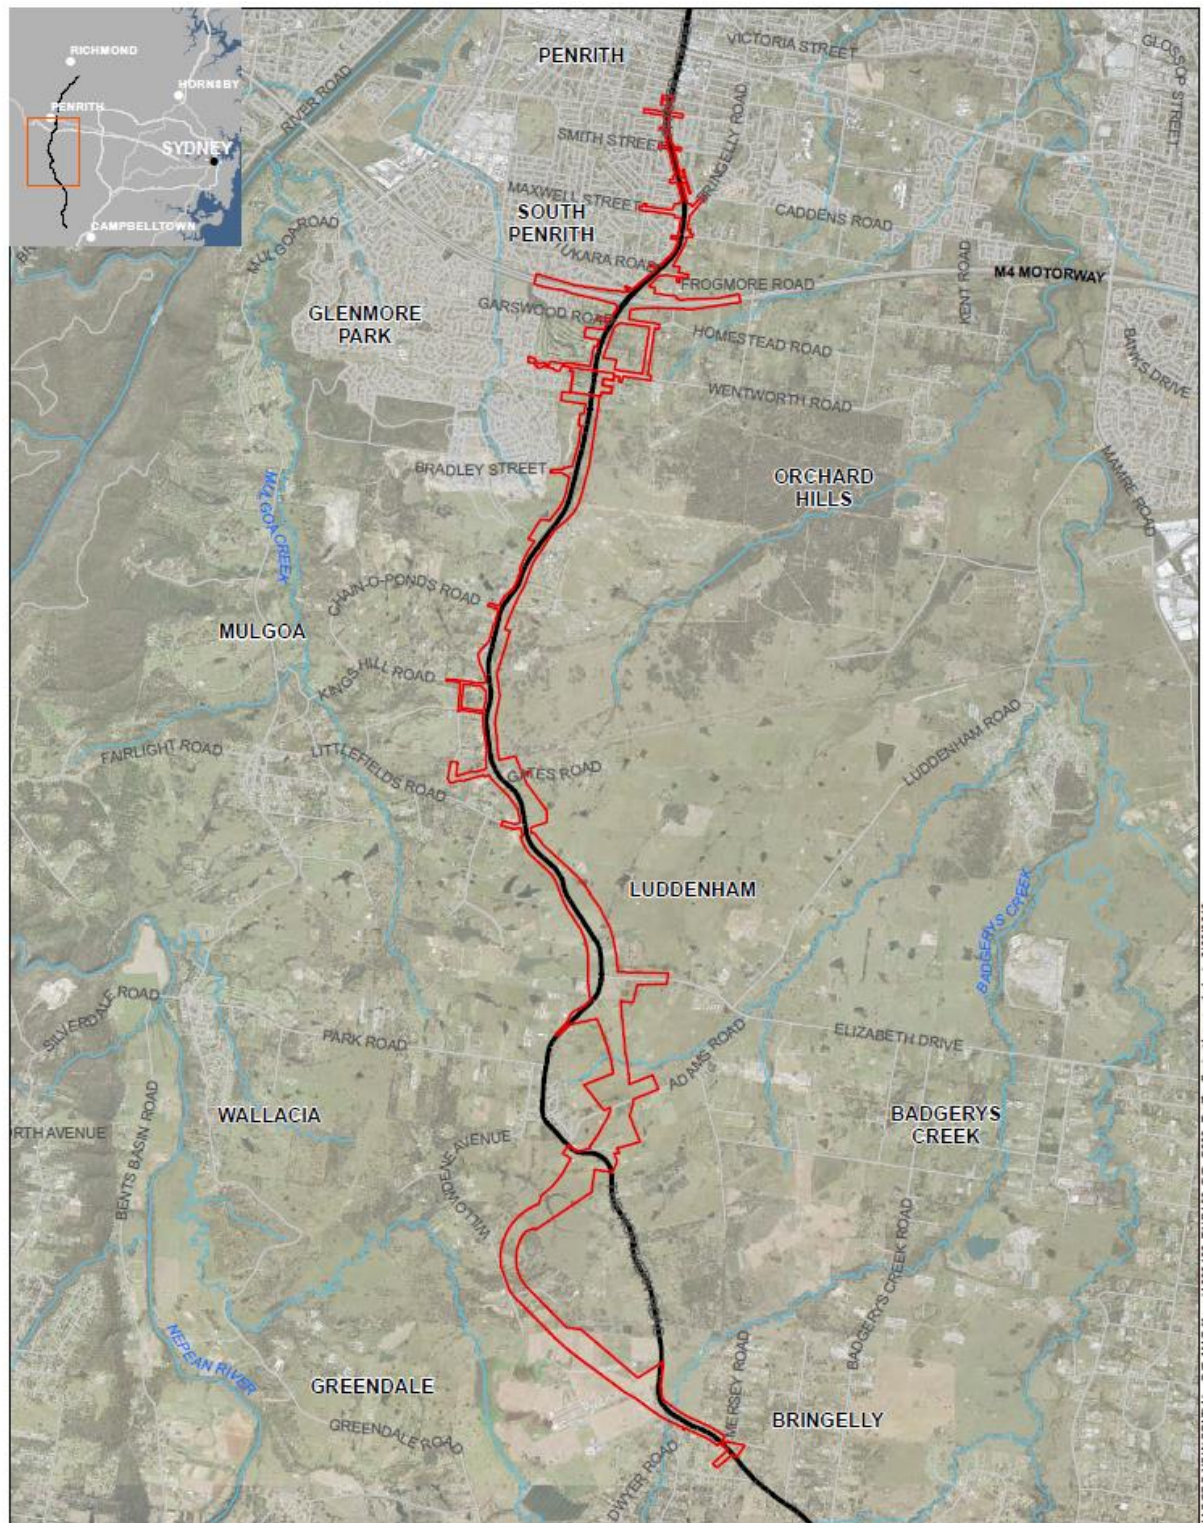 RICHMOND
HORNSBY
PENRITH
SYDNEY
CAMPBELLTOWN
PENRITH
VICTORIA STREET
GLOSSOP STREET
RIVER ROAD
SMITH STREET
BRINGELLY ROAD
MAXWELL STREET
SOUTH
PENRITH
CADDENS ROAD
MULGOA ROAD
TUKARA ROAD
FROGMORE ROAD
KENT ROAD
M4 MOTORWAY
GLENMORE
PARK
GARSWOOD ROAD
HOMESTEAD ROAD
BANKS DRIVE
WENTWORTH ROAD
BRADLEY STREET
ORCHARD
HILLS
MAMRE ROAD
MULGOA CREEK
CHAIN-O-PONDS ROAD
MULGOA
KINGS HILL ROAD
FAIRLIGHT ROAD
LITTLEFIELDS ROAD
GATES ROAD
LUDDENHAM ROAD
LUDDENHAM
BADGERYS CREEK
SILVERDALE ROAD
PARK ROAD
ADAMS ROAD
ELIZABETH DRIVE
WALLACIA
BADGERYS
CREEK
RTH AVENUE
BENTS BASIN ROAD
WILLOWDENE AVENUE
BADGERYS CREEK ROAD
NEPEAN RIVER
GREENDALE
MERSEY ROAD
BRINGELLY
GREENDALE ROAD
DWYER ROAD